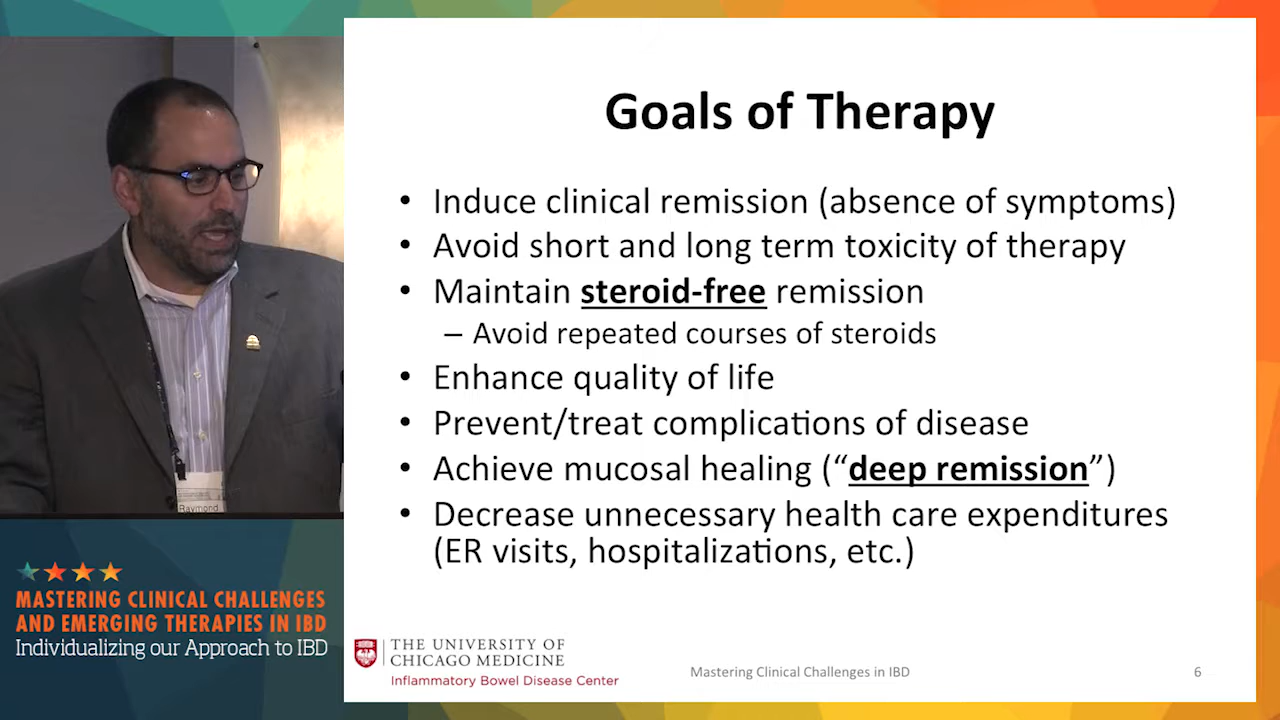 Goals of Therapy
• Induce clinical remission (absence of symptoms)
• Avoid short and long term toxicity of therapy
• Maintain steroid-free remission
– Avoid repeated courses of steroids
• Enhance quality of life
• Prevent/treat complications of disease
• Achieve mucosal healing (“deep remission”)
• Decrease unnecessary health care expenditures
(ER visits, hospitalizations, etc.)
Raymond
MASTERING CLINICAL CHALLENGES
AND EMERGING THERAPIES IN IBD
Individualizing our Approach to IBD
THE UNIVERSITY OF
CHICAGO MEDICINE
Inflammatory Bowel Disease Center
Mastering Clinical Challenges in IBD
6